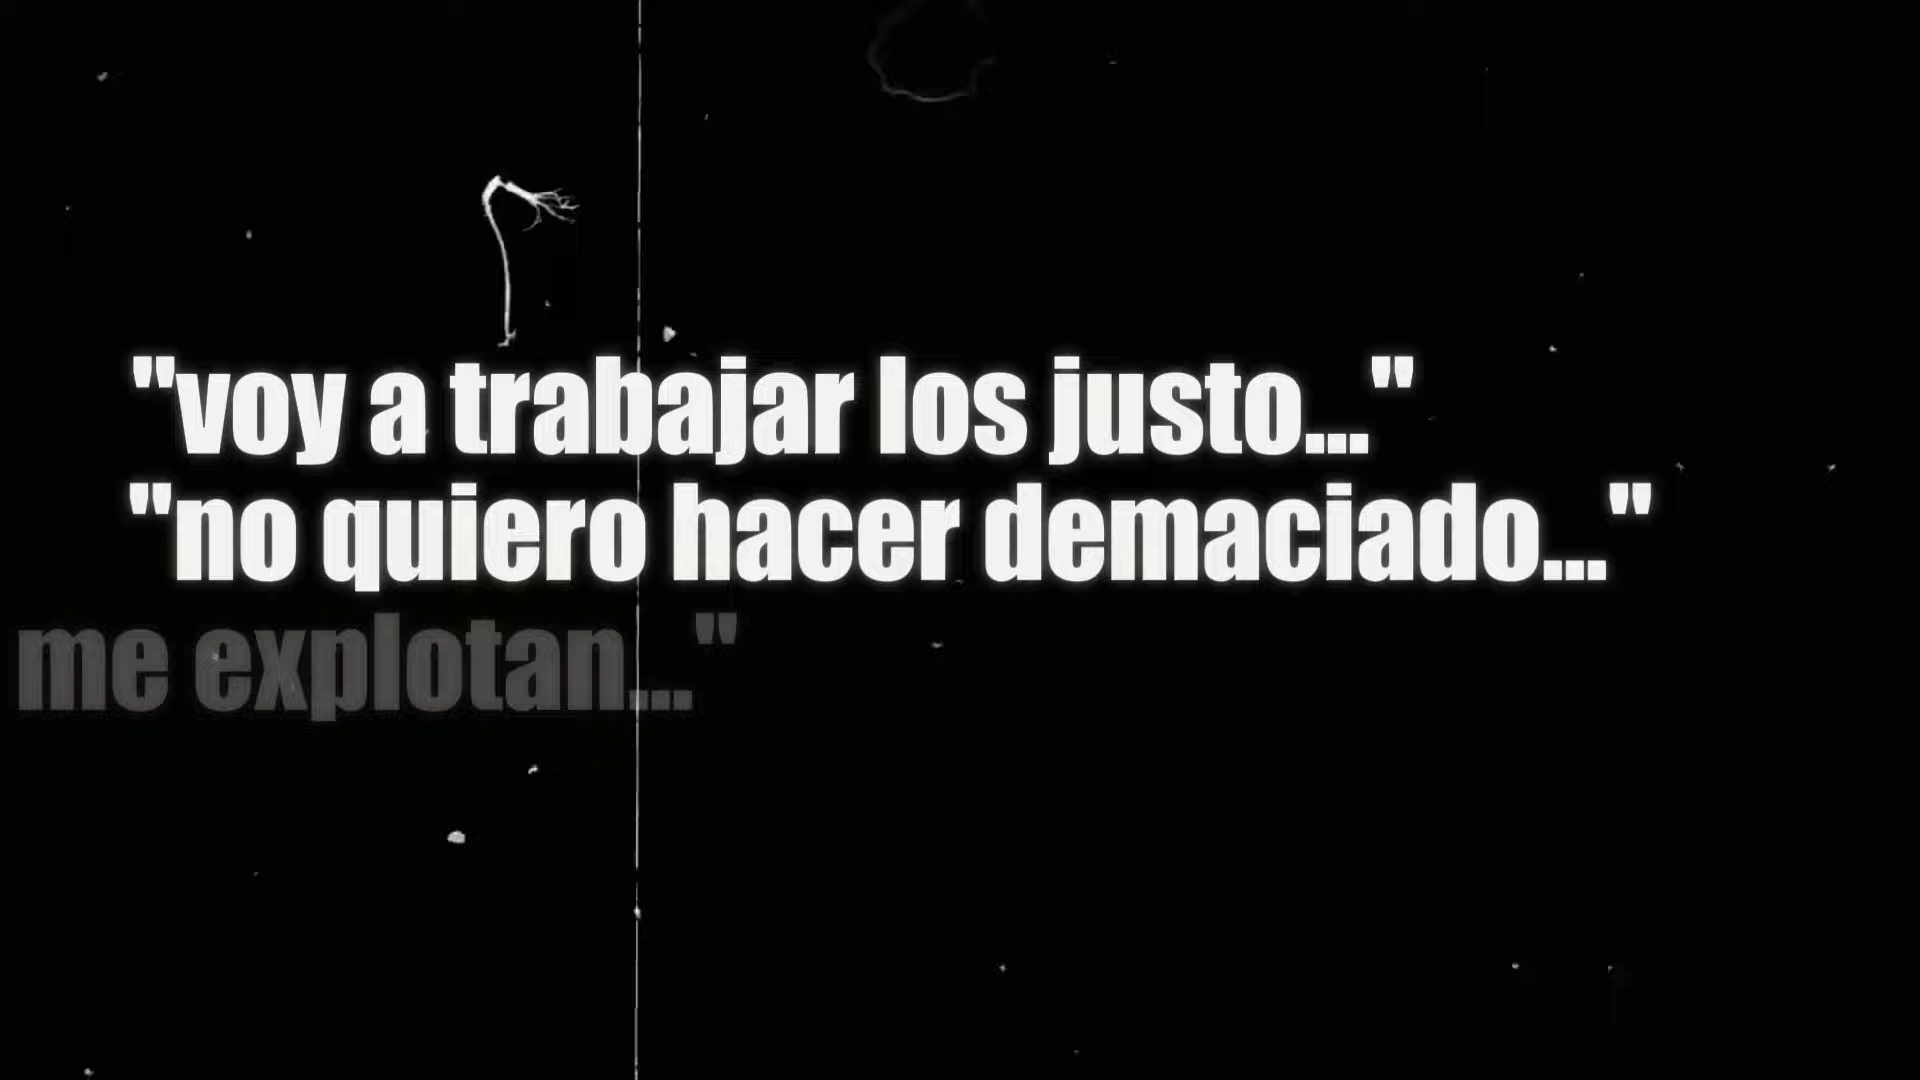 "voy a trabajar los justo..."
"no quiero hacer demaciado..."
me explotan..."